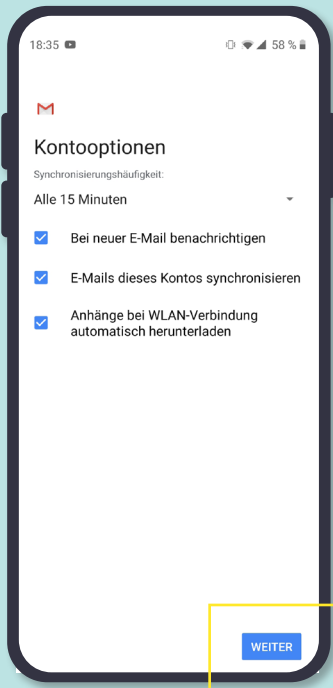 18:35 58 %
Kontooptionen
Synchronisierungshäufigkeit:
Alle 15 Minuten
Bei neuer E-Mail benachrichtigen
E-Mails dieses Kontos synchronisieren
Anhänge bei WLAN-Verbindung
automatisch herunterladen
WEITER